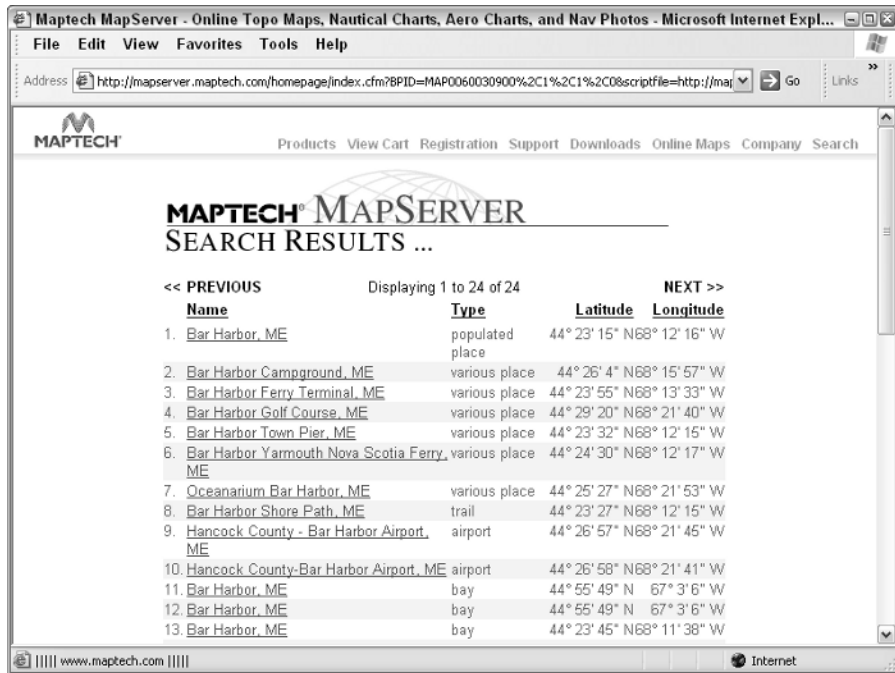 Maptech MapServer - Online Topo Maps, Nautical Charts, Aero Charts, and Nav Photos - Microsoft Internet Expl...
File Edit View Favorites Tools Help
Address http://mapserver.maptech.com/homepage/index.cfm?BPID=MAP0060030900%2C1%2C1%2C0&scriptfile=http://map Go Links »
MAPTECH®
Products View Cart Registration Support Downloads Online Maps Company Search
MAPTECH® MAPSERVER
SEARCH RESULTS ...
<< PREVIOUS Displaying 1 to 24 of 24 NEXT >>
Name Type Latitude Longitude
1. Bar Harbor, ME populated place 44° 23' 15" N 68° 12' 16" W
2. Bar Harbor Campground, ME various place 44° 26' 4" N 68° 15' 57" W
3. Bar Harbor Ferry Terminal, ME various place 44° 23' 55" N 68° 13' 33" W
4. Bar Harbor Golf Course, ME various place 44° 29' 20" N 68° 21' 40" W
5. Bar Harbor Town Pier, ME various place 44° 23' 32" N 68° 12' 15" W
6. Bar Harbor Yarmouth Nova Scotia Ferry, various place 44° 24' 30" N 68° 12' 17" W
ME
7. Oceanarium Bar Harbor, ME various place 44° 25' 27" N 68° 21' 53" W
8. Bar Harbor Shore Path, ME trail 44° 23' 27" N 68° 12' 15" W
9. Hancock County - Bar Harbor Airport, airport 44° 26' 57" N 68° 21' 45" W
ME
10. Hancock County-Bar Harbor Airport, ME airport 44° 26' 58" N 68° 21' 41" W
11. Bar Harbor, ME bay 44° 55' 49" N 67° 3' 6" W
12. Bar Harbor, ME bay 44° 55' 49" N 67° 3' 6" W
13. Bar Harbor, ME bay 44° 23' 45" N 68° 11' 38" W
||||| www.maptech.com ||||| Internet